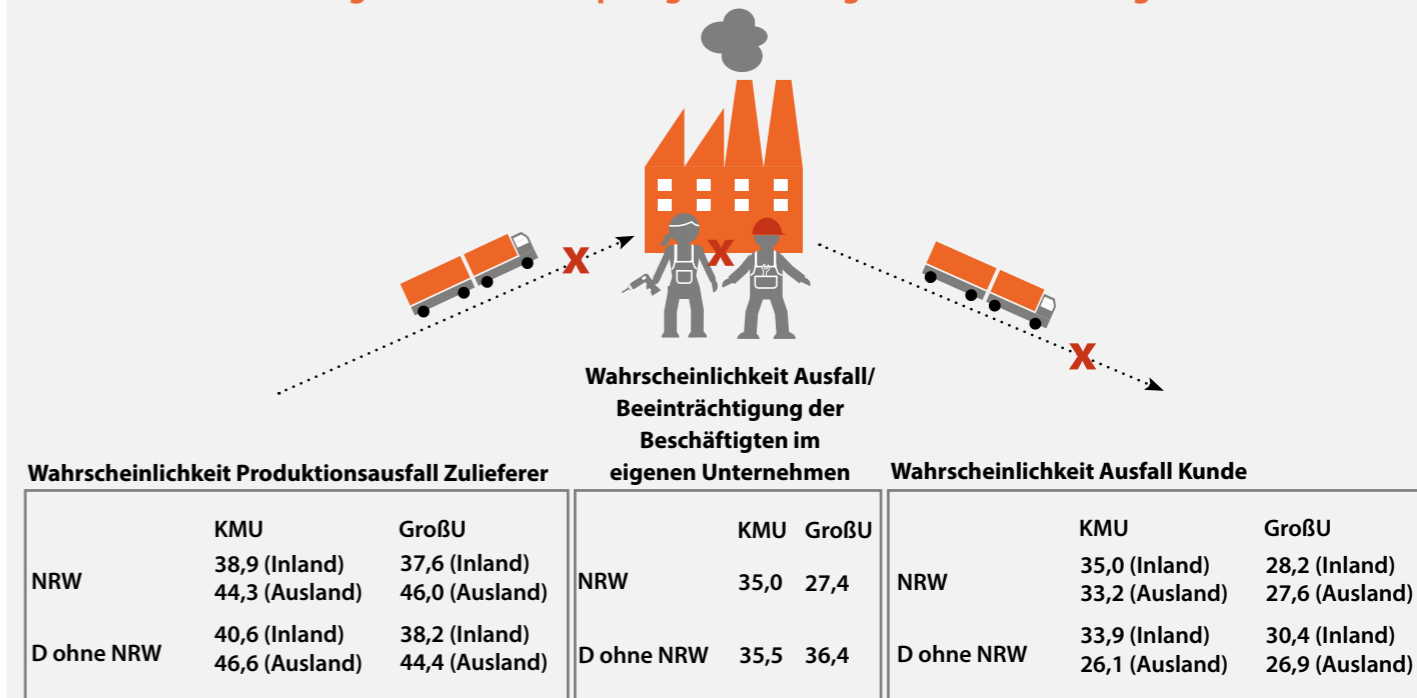 Wahrscheinlichkeit Ausfall/
Beeinträchtigung der
Beschäftigten im
eigenen Unternehmen
Wahrscheinlichkeit Produktionsausfall Zulieferer
KMU GroßU
NRW
38,9 (Inland) 37,6 (Inland)
44,3 (Ausland) 46,0 (Ausland)
D ohne NRW
40,6 (Inland) 38,2 (Inland)
46,6 (Ausland) 44,4 (Ausland)
KMU GroßU
NRW 35,0 27,4
D ohne NRW 35,5 36,4
Wahrscheinlichkeit Ausfall Kunde
KMU GroßU
NRW
35,0 (Inland) 28,2 (Inland)
33,2 (Ausland) 27,6 (Ausland)
D ohne NRW
33,9 (Inland) 30,4 (Inland)
26,1 (Ausland) 26,9 (Ausland)